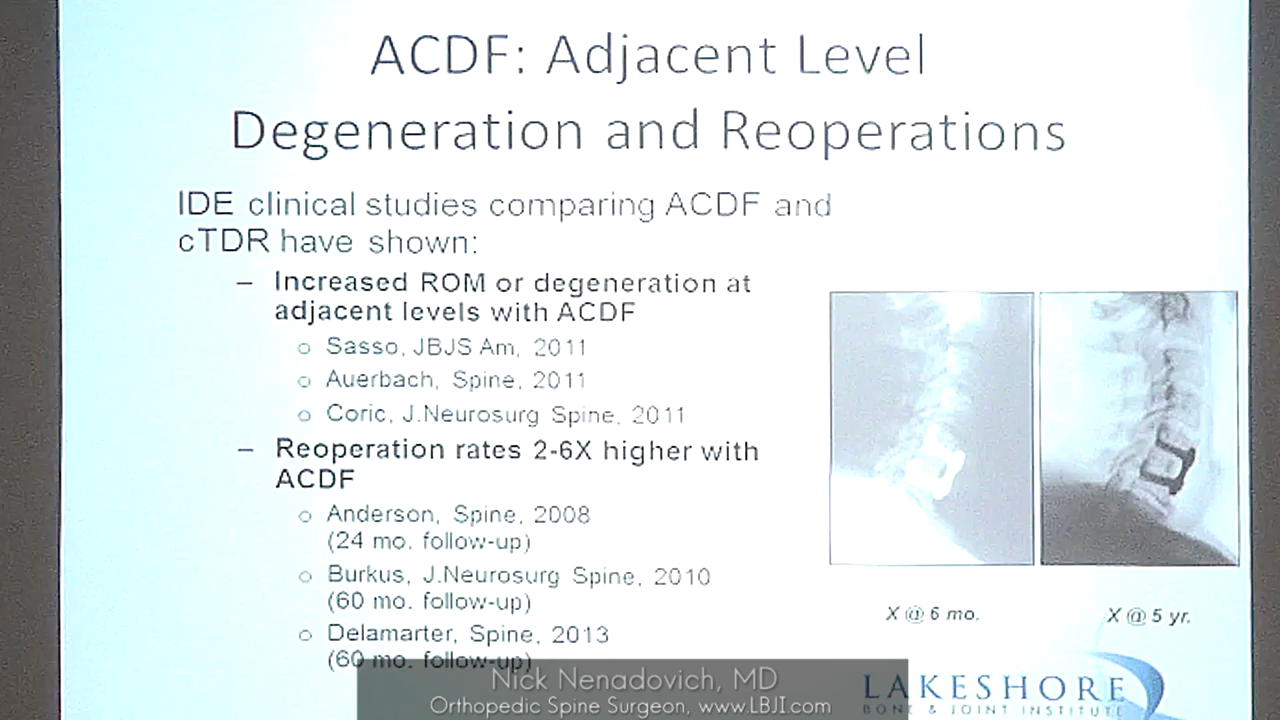 ACDF: Adjacent Level
Degeneration and Reoperations
IDE clinical studies comparing ACDF and
cTDR have shown:
– Increased ROM or degeneration at
adjacent levels with ACDF
o Sasso, JBJS Am, 2011
o Auerbach, Spine, 2011
o Coric, J.Neurosurg Spine, 2011
– Reoperation rates 2-6X higher with
ACDF
o Anderson, Spine, 2008
(24 mo. follow-up)
o Burkus, J.Neurosurg Spine, 2010
(60 mo. follow-up)
o Delamarter, Spine, 2013
(60 mo. follow-up)
X @ 6 mo.
X @ 5 yr.
LAKESHORE
BONE & JOINT INSTITUTE
Nick Nenadovich, MD
Orthopedic Spine Surgeon, www.LBJI.com